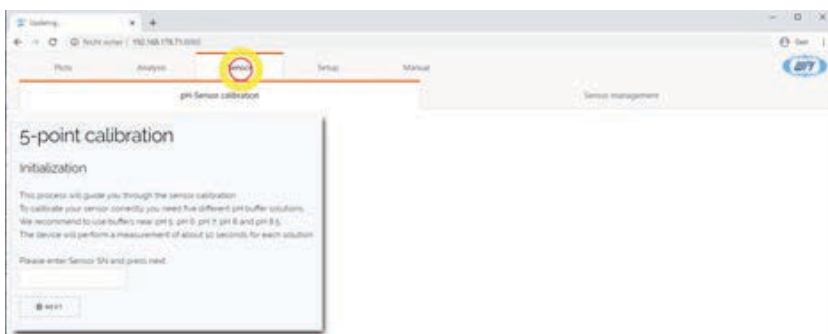 Updating...
Nicht sicher | 192.168.178.71:8080
Gast
Plots Analysis Sensor Setup Manual
pH-Sensor calibration Sensor management
5-point calibration
Initialization
This process will guide you through the sensor calibration.
To calibrate your sensor correctly you need five different pH buffer solutions.
We recommend to use buffers near pH 5, pH 6, pH 7, pH 8 and pH 8.5.
The device will perform a measurement of about 10 seconds for each solution.
Please enter Sensor SN and press next
NEXT